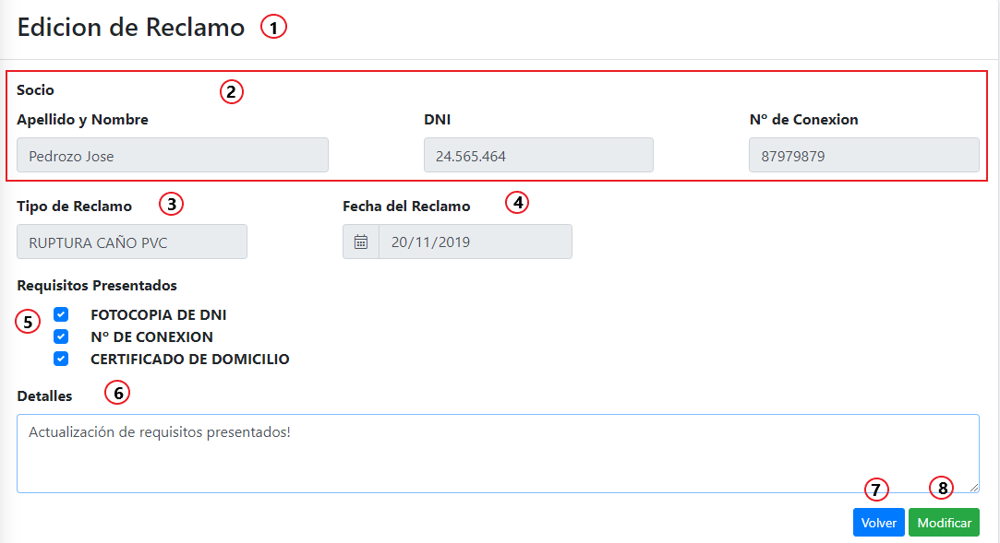 Edicion de Reclamo 1
Socio 2
Apellido y Nombre DNI Nº de Conexion
Pedrozo Jose 24.565.464 87979879
Tipo de Reclamo 3 Fecha del Reclamo 4
RUPTURA CAÑO PVC 20/11/2019
Requisitos Presentados
5
FOTOCOPIA DE DNI
Nº DE CONEXION
CERTIFICADO DE DOMICILIO
Detalles 6
Actualización de requisitos presentados!
7 8
Volver Modificar